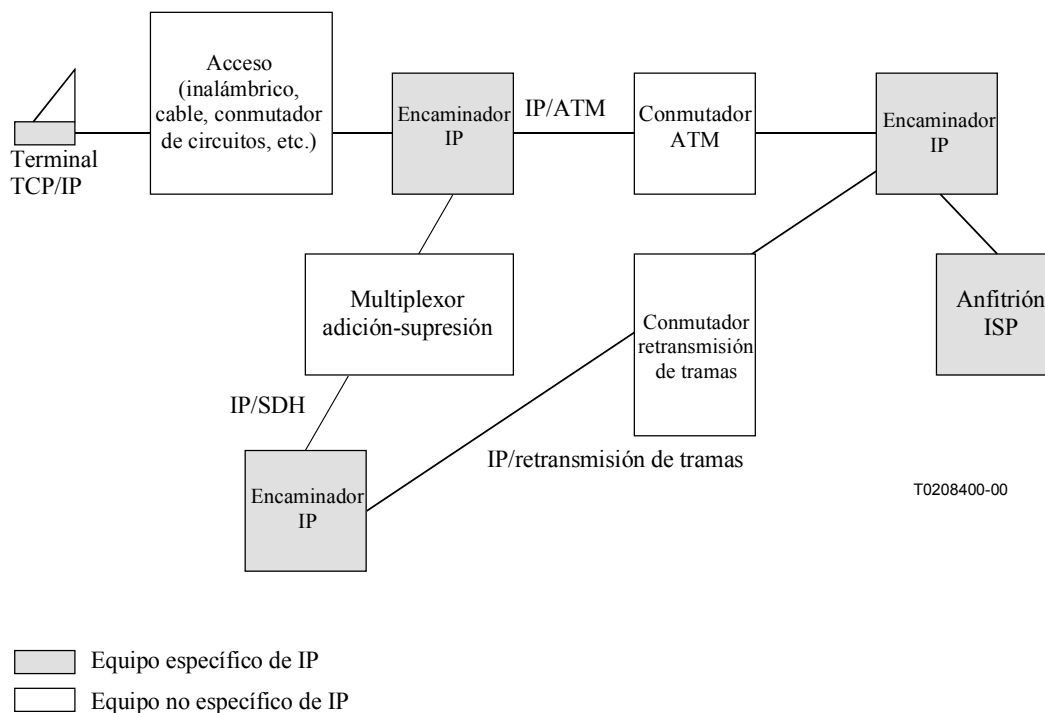 Acceso
(inalámbrico,
cable, conmutador
de circuitos, etc.)
Terminal
TCP/IP
Encaminador
IP
IP/ATM
Conmutador
ATM
Encaminador
IP
Multiplexor
adición-supresión
Conmutador
retransmisión
de tramas
Anfitrión
ISP
IP/SDH
Encaminador
IP
IP/retransmisión de tramas
T0208400-00
Equipo específico de IP
Equipo no específico de IP